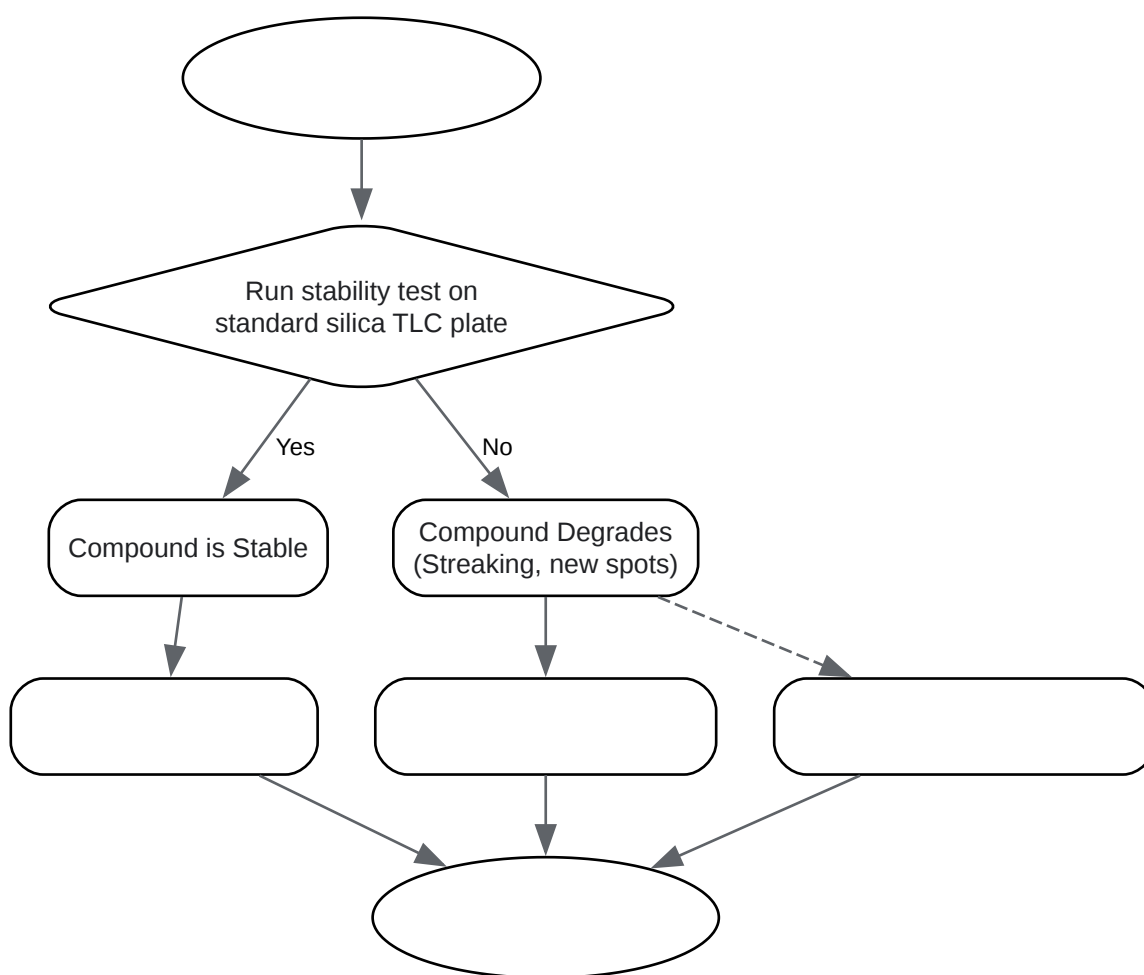 Run stability test on
standard silica TLC plate
Yes
No
Compound is Stable
Compound Degrades
(Streaking, new spots)